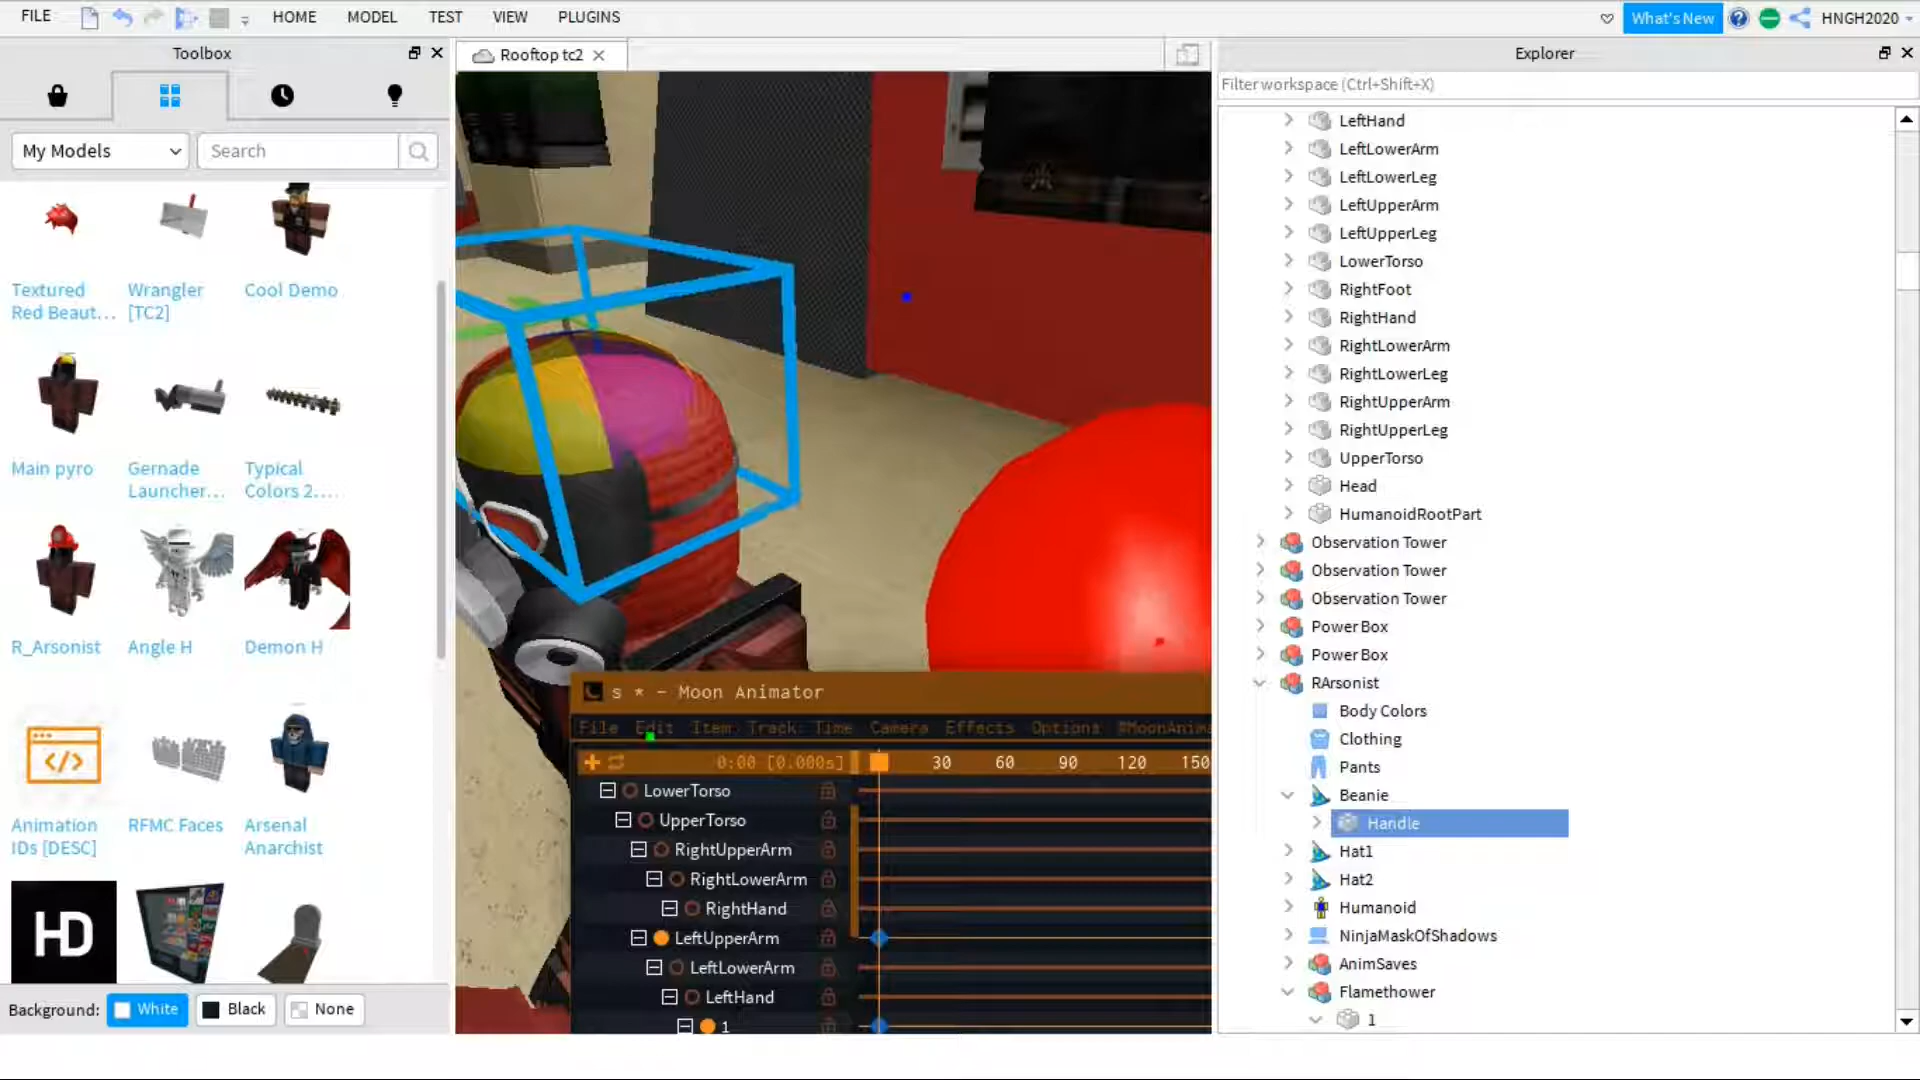 FILE HOME MODEL TEST VIEW PLUGINS What's New HNGH2020
Toolbox
My Models Search
Textured Red Beaut...
Wrangler [TC2]
Cool Demo
Main pyro
Gernade Launcher...
Typical Colors 2....
R_Arsonist
Angle H
Demon H
Animation IDs [DESC]
RFMC Faces
Arsenal Anarchist
HD
Background: White Black None
Rooftop tc2
s * - Moon Animator
File Edit Item Track Time Camera Effects Options #MoonAnima
0:00 [0.000s] 30 60 90 120 150
LowerTorso
UpperTorso
RightUpperArm
RightLowerArm
RightHand
LeftUpperArm
LeftLowerArm
LeftHand
1
Explorer
Filter workspace (Ctrl+Shift+X)
LeftHand
LeftLowerArm
LeftLowerLeg
LeftUpperArm
LeftUpperLeg
LowerTorso
RightFoot
RightHand
RightLowerArm
RightLowerLeg
RightUpperArm
RightUpperLeg
UpperTorso
Head
HumanoidRootPart
Observation Tower
Observation Tower
Observation Tower
Power Box
Power Box
RArsonist
Body Colors
Clothing
Pants
Beanie
Handle
Hat1
Hat2
Humanoid
NinjaMaskOfShadows
AnimSaves
Flamethower
1